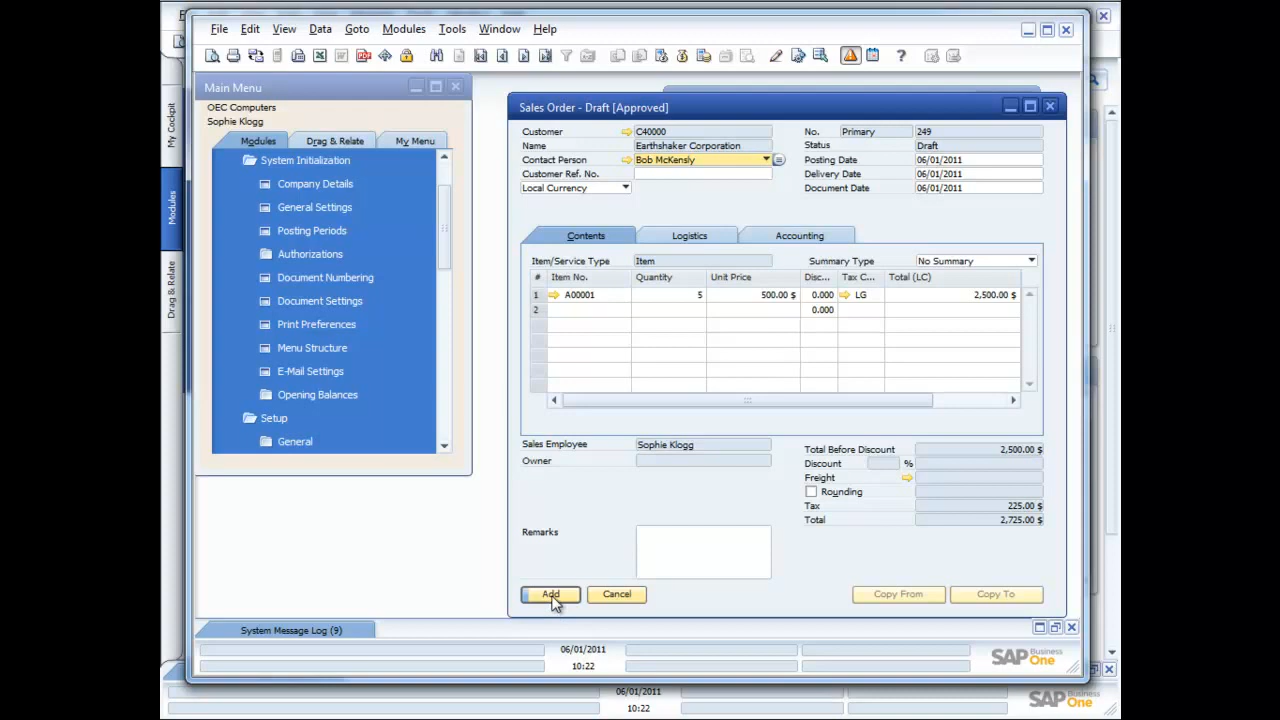 File Edit View Data Goto Modules Tools Window Help
Main Menu
OEC Computers
Sophie Klogg
Modules Drag & Relate My Menu
System Initialization
Company Details
General Settings
Posting Periods
Authorizations
Document Numbering
Document Settings
Print Preferences
Menu Structure
E-Mail Settings
Opening Balances
Setup
General
My Cockpit
Modules
Drag & Relate
Sales Order - Draft [Approved]
Customer C40000 No. Primary 249
Name Earthshaker Corporation Status Draft
Contact Person Bob McKensly Posting Date 06/01/2011
Customer Ref. No. Delivery Date 06/01/2011
Local Currency Document Date 06/01/2011
Contents Logistics Accounting
Item/Service Type Item Summary Type No Summary
# Item No. Quantity Unit Price Disc... Tax C... Total (LC)
1 A00001 5 500.00 $ 0.000 LG 2,500.00 $
2 0.000
Sales Employee Sophie Klogg Total Before Discount 2,500.00 $
Owner Discount %
Freight
Rounding
Tax 225.00 $
Remarks Total 2,725.00 $
Add Cancel Copy From Copy To
System Message Log (9)
06/01/2011
10:22
SAP Business One
06/01/2011
10:22
SAP Business One